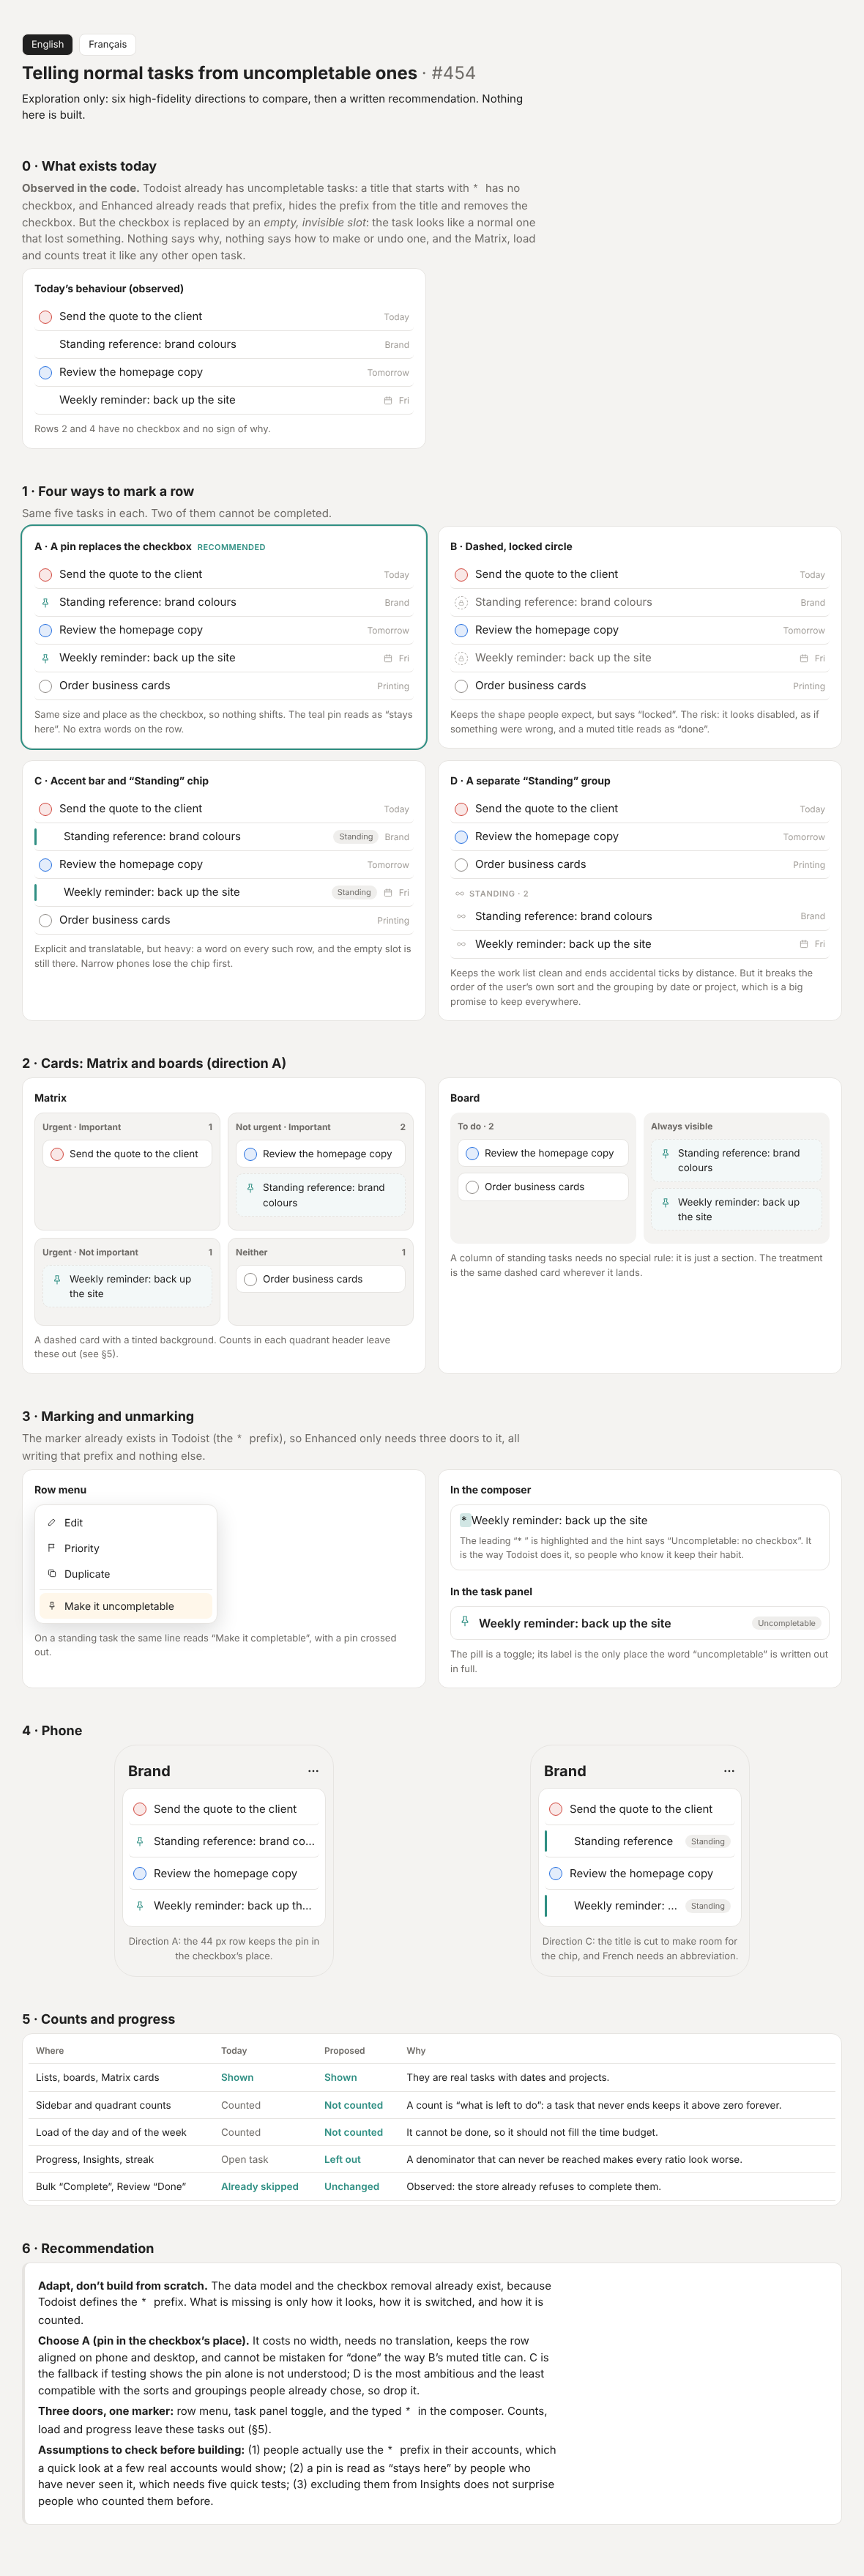 English
Français
Telling normal tasks from uncompletable ones · #454
Exploration only: six high-fidelity directions to compare, then a written recommendation. Nothing
here is built.
0 · What exists today
Observed in the code. Todoist already has uncompletable tasks: a title that starts with * has no
checkbox, and Enhanced already reads that prefix, hides the prefix from the title and removes the
checkbox. But the checkbox is replaced by an empty, invisible slot: the task looks like a normal one
that lost something. Nothing says why, nothing says how to make or undo one, and the Matrix, load
and counts treat it like any other open task.
Today’s behaviour (observed)
Send the quote to the client Today
Standing reference: brand colours Brand
Review the homepage copy Tomorrow
Weekly reminder: back up the site Fri
Rows 2 and 4 have no checkbox and no sign of why.
1 · Four ways to mark a row
Same five tasks in each. Two of them cannot be completed.
A · A pin replaces the checkbox RECOMMENDED
Send the quote to the client Today
Standing reference: brand colours Brand
Review the homepage copy Tomorrow
Weekly reminder: back up the site Fri
Order business cards Printing
Same size and place as the checkbox, so nothing shifts. The teal pin reads as “stays
here”. No extra words on the row.
B · Dashed, locked circle
Send the quote to the client Today
Standing reference: brand colours Brand
Review the homepage copy Tomorrow
Weekly reminder: back up the site Fri
Order business cards Printing
Keeps the shape people expect, but says “locked”. The risk: it looks disabled, as if
something were wrong, and a muted title reads as “done”.
C · Accent bar and “Standing” chip
Send the quote to the client Today
Standing reference: brand colours Standing Brand
Review the homepage copy Tomorrow
Weekly reminder: back up the site Standing Fri
Order business cards Printing
Explicit and translatable, but heavy: a word on every such row, and the empty slot is
still there. Narrow phones lose the chip first.
D · A separate “Standing” group
Send the quote to the client Today
Review the homepage copy Tomorrow
Order business cards Printing
STANDING · 2
Standing reference: brand colours Brand
Weekly reminder: back up the site Fri
Keeps the work list clean and ends accidental ticks by distance. But it breaks the
order of the user’s own sort and the grouping by date or project, which is a big
promise to keep everywhere.
2 · Cards: Matrix and boards (direction A)
Matrix
Urgent · Important 1
Send the quote to the client
Not urgent · Important 2
Review the homepage copy
Standing reference: brand
colours
Urgent · Not important 1
Weekly reminder: back up
the site
Neither 1
Order business cards
A dashed card with a tinted background. Counts in each quadrant header leave
these out (see §5).
Board
To do · 2
Review the homepage copy
Order business cards
Always visible
Standing reference: brand
colours
Weekly reminder: back up
the site
A column of standing tasks needs no special rule: it is just a section. The treatment
is the same dashed card wherever it lands.
3 · Marking and unmarking
The marker already exists in Todoist (the * prefix), so Enhanced only needs three doors to it, all
writing that prefix and nothing else.
Row menu
Edit
Priority
Duplicate
Make it uncompletable
On a standing task the same line reads “Make it completable”, with a pin crossed
out.
In the composer
* Weekly reminder: back up the site
The leading “* ” is highlighted and the hint says “Uncompletable: no checkbox”. It
is the way Todoist does it, so people who know it keep their habit.
In the task panel
Weekly reminder: back up the site Uncompletable
The pill is a toggle; its label is the only place the word “uncompletable” is written out
in full.
4 · Phone
Brand ···
Send the quote to the client
Standing reference: brand co...
Review the homepage copy
Weekly reminder: back up th...
Direction A: the 44 px row keeps the pin in
the checkbox’s place.
Brand ···
Send the quote to the client
Standing reference Standing
Review the homepage copy
Weekly reminder: ... Standing
Direction C: the title is cut to make room for
the chip, and French needs an abbreviation.
5 · Counts and progress
Where Today Proposed Why
Lists, boards, Matrix cards Shown Shown They are real tasks with dates and projects.
Sidebar and quadrant counts Counted Not counted A count is “what is left to do”: a task that never ends keeps it above zero forever.
Load of the day and of the week Counted Not counted It cannot be done, so it should not fill the time budget.
Progress, Insights, streak Open task Left out A denominator that can never be reached makes every ratio look worse.
Bulk “Complete”, Review “Done” Already skipped Unchanged Observed: the store already refuses to complete them.
6 · Recommendation
Adapt, don’t build from scratch. The data model and the checkbox removal already exist, because
Todoist defines the * prefix. What is missing is only how it looks, how it is switched, and how it is
counted.
Choose A (pin in the checkbox’s place). It costs no width, needs no translation, keeps the row
aligned on phone and desktop, and cannot be mistaken for “done” the way B’s muted title can. C is
the fallback if testing shows the pin alone is not understood; D is the most ambitious and the least
compatible with the sorts and groupings people already chose, so drop it.
Three doors, one marker: row menu, task panel toggle, and the typed * in the composer. Counts,
load and progress leave these tasks out (§5).
Assumptions to check before building: (1) people actually use the * prefix in their accounts, which
a quick look at a few real accounts would show; (2) a pin is read as “stays here” by people who
have never seen it, which needs five quick tests; (3) excluding them from Insights does not surprise
people who counted them before.